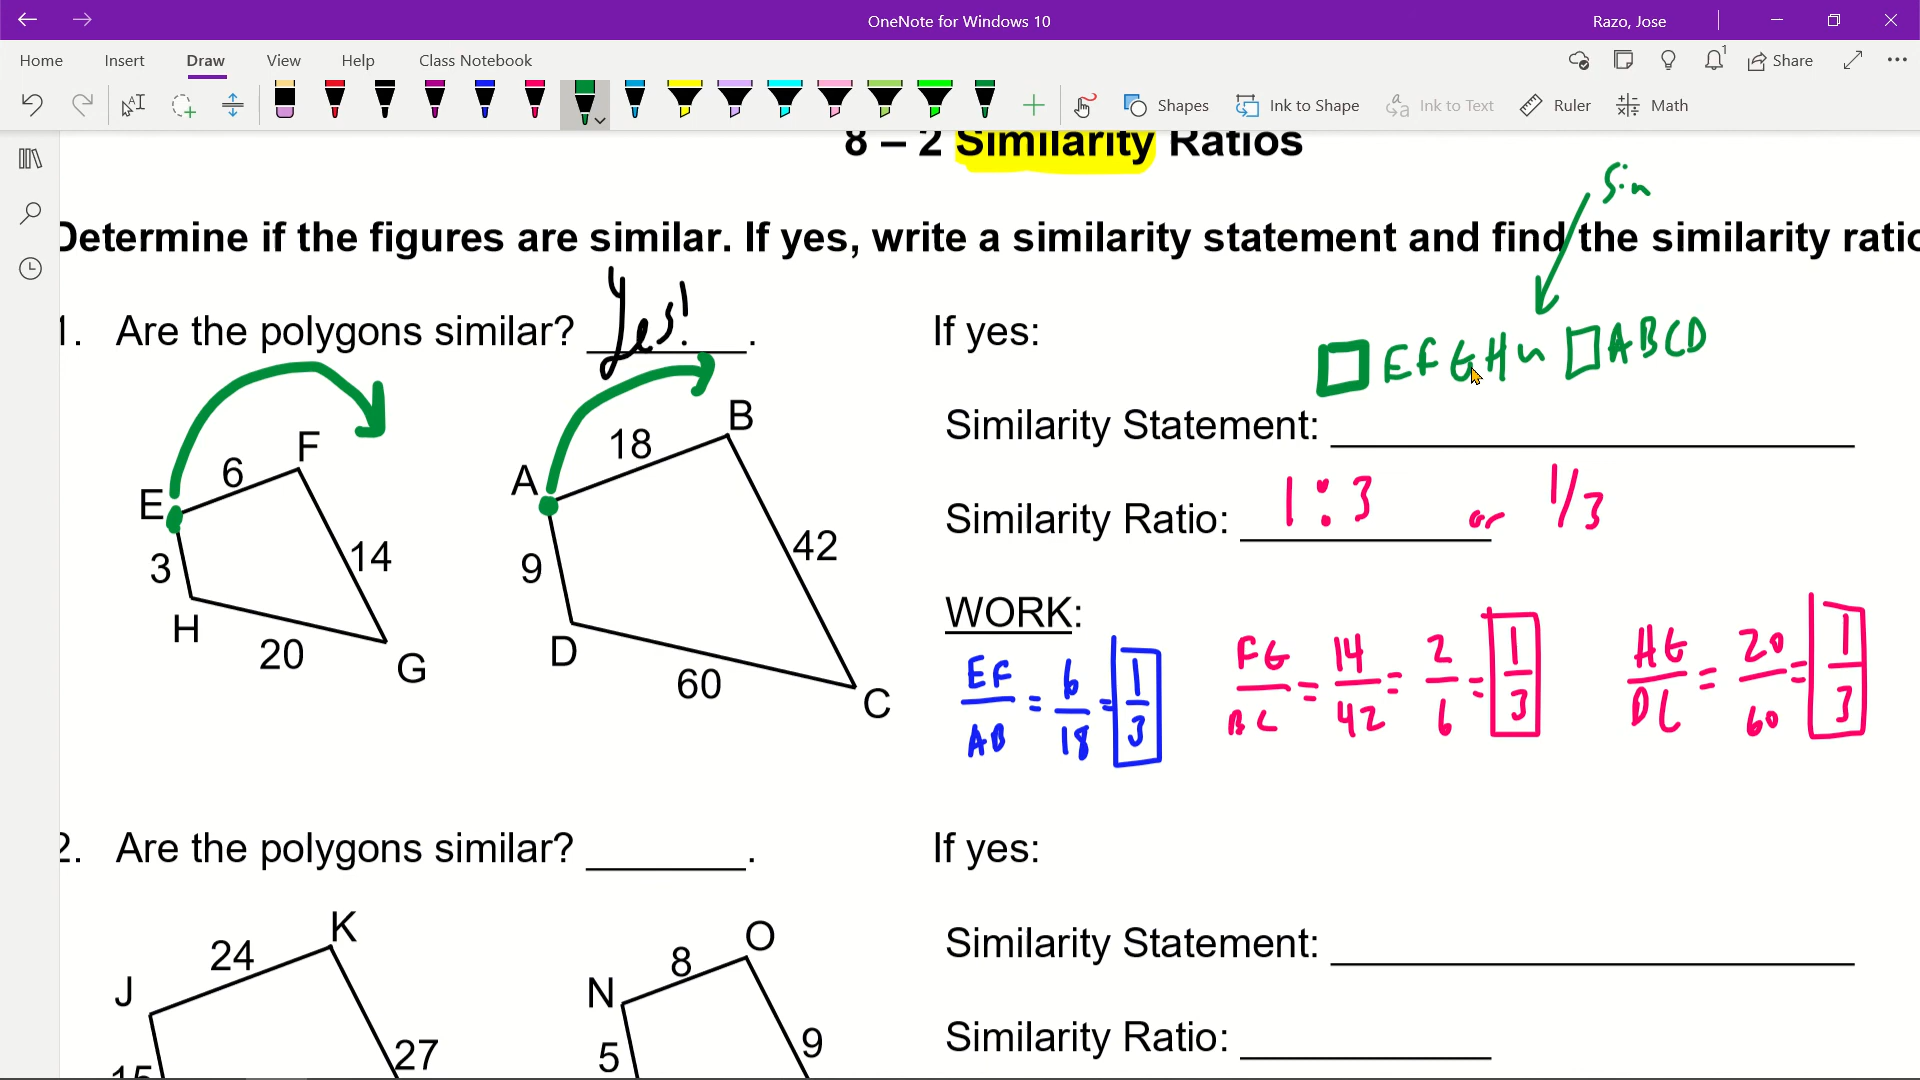 OneNote for Windows 10
Razo, Jose
Home Insert Draw View Help Class Notebook
1 Share
Shapes Ink to Shape Ink to Text Ruler Math
8 – 2 Similarity Ratios
Sim
Determine if the figures are similar. If yes, write a similarity statement and find the similarity ratio
1. Are the polygons similar? Yes! .
If yes:
EFGH ~ ABCD
Similarity Statement:
Similarity Ratio: 1:3 or 1/3
E 6 F 14 G 20 H 3
A 18 B 42 C 60 D 9
WORK:
EF/AB = 6/18 = 1/3
FG/BC = 14/42 = 2/6 = 1/3
HG/DC = 20/60 = 1/3
2. Are the polygons similar? .
If yes:
Similarity Statement:
Similarity Ratio:
J 24 K 27 15
N 8 O 9 5